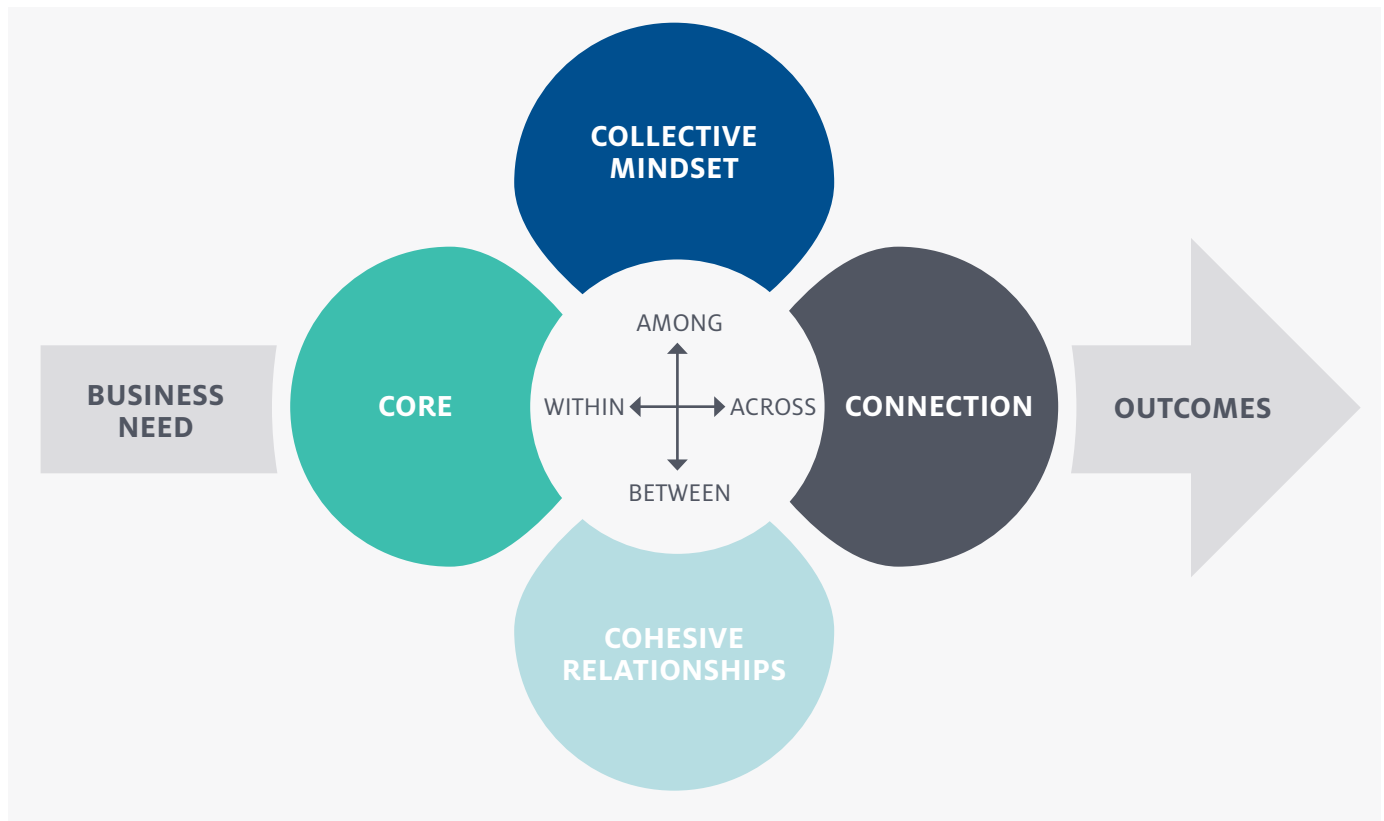 COLLECTIVE
MINDSET
AMONG
BUSINESS
NEED
CORE
WITHIN
ACROSS
CONNECTION
OUTCOMES
BETWEEN
COHESIVE
RELATIONSHIPS